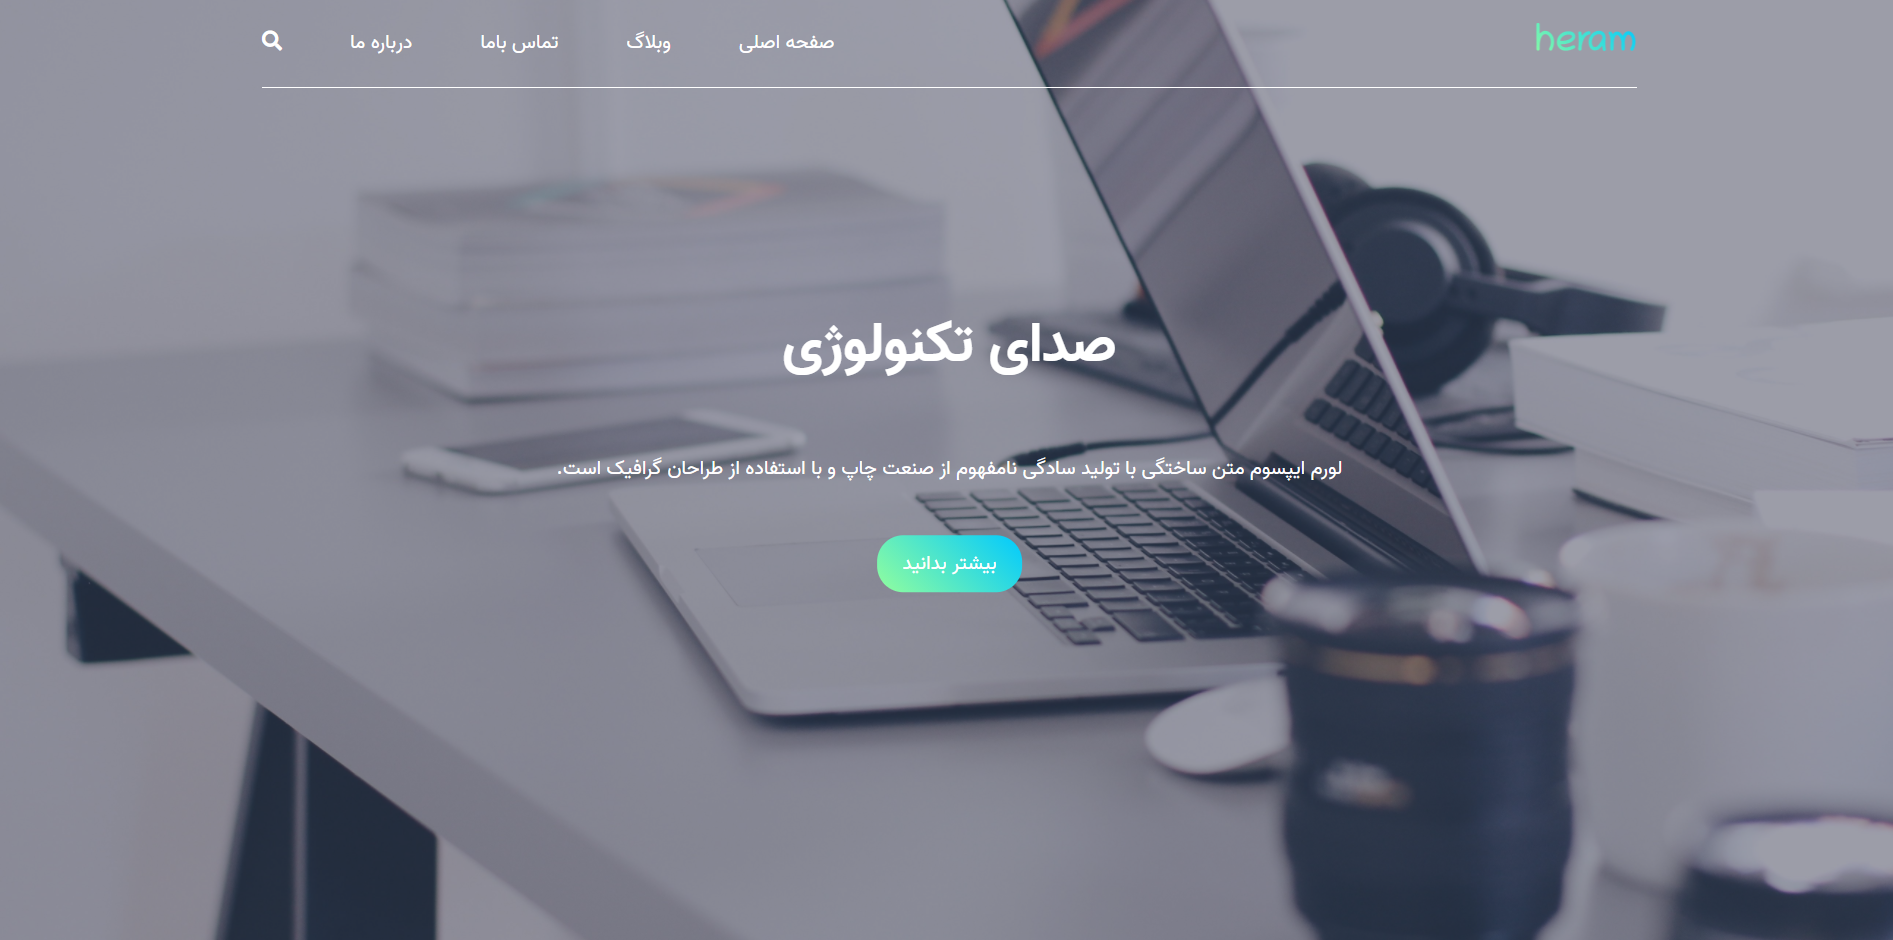 heram
صفحه اصلی
وبلاگ
تماس باما
درباره ما
صدای تکنولوژی
لورم ایپسوم متن ساختگی با تولید سادگی نامفهوم از صنعت چاپ و با استفاده از طراحان گرافیک است.
بیشتر بدانید